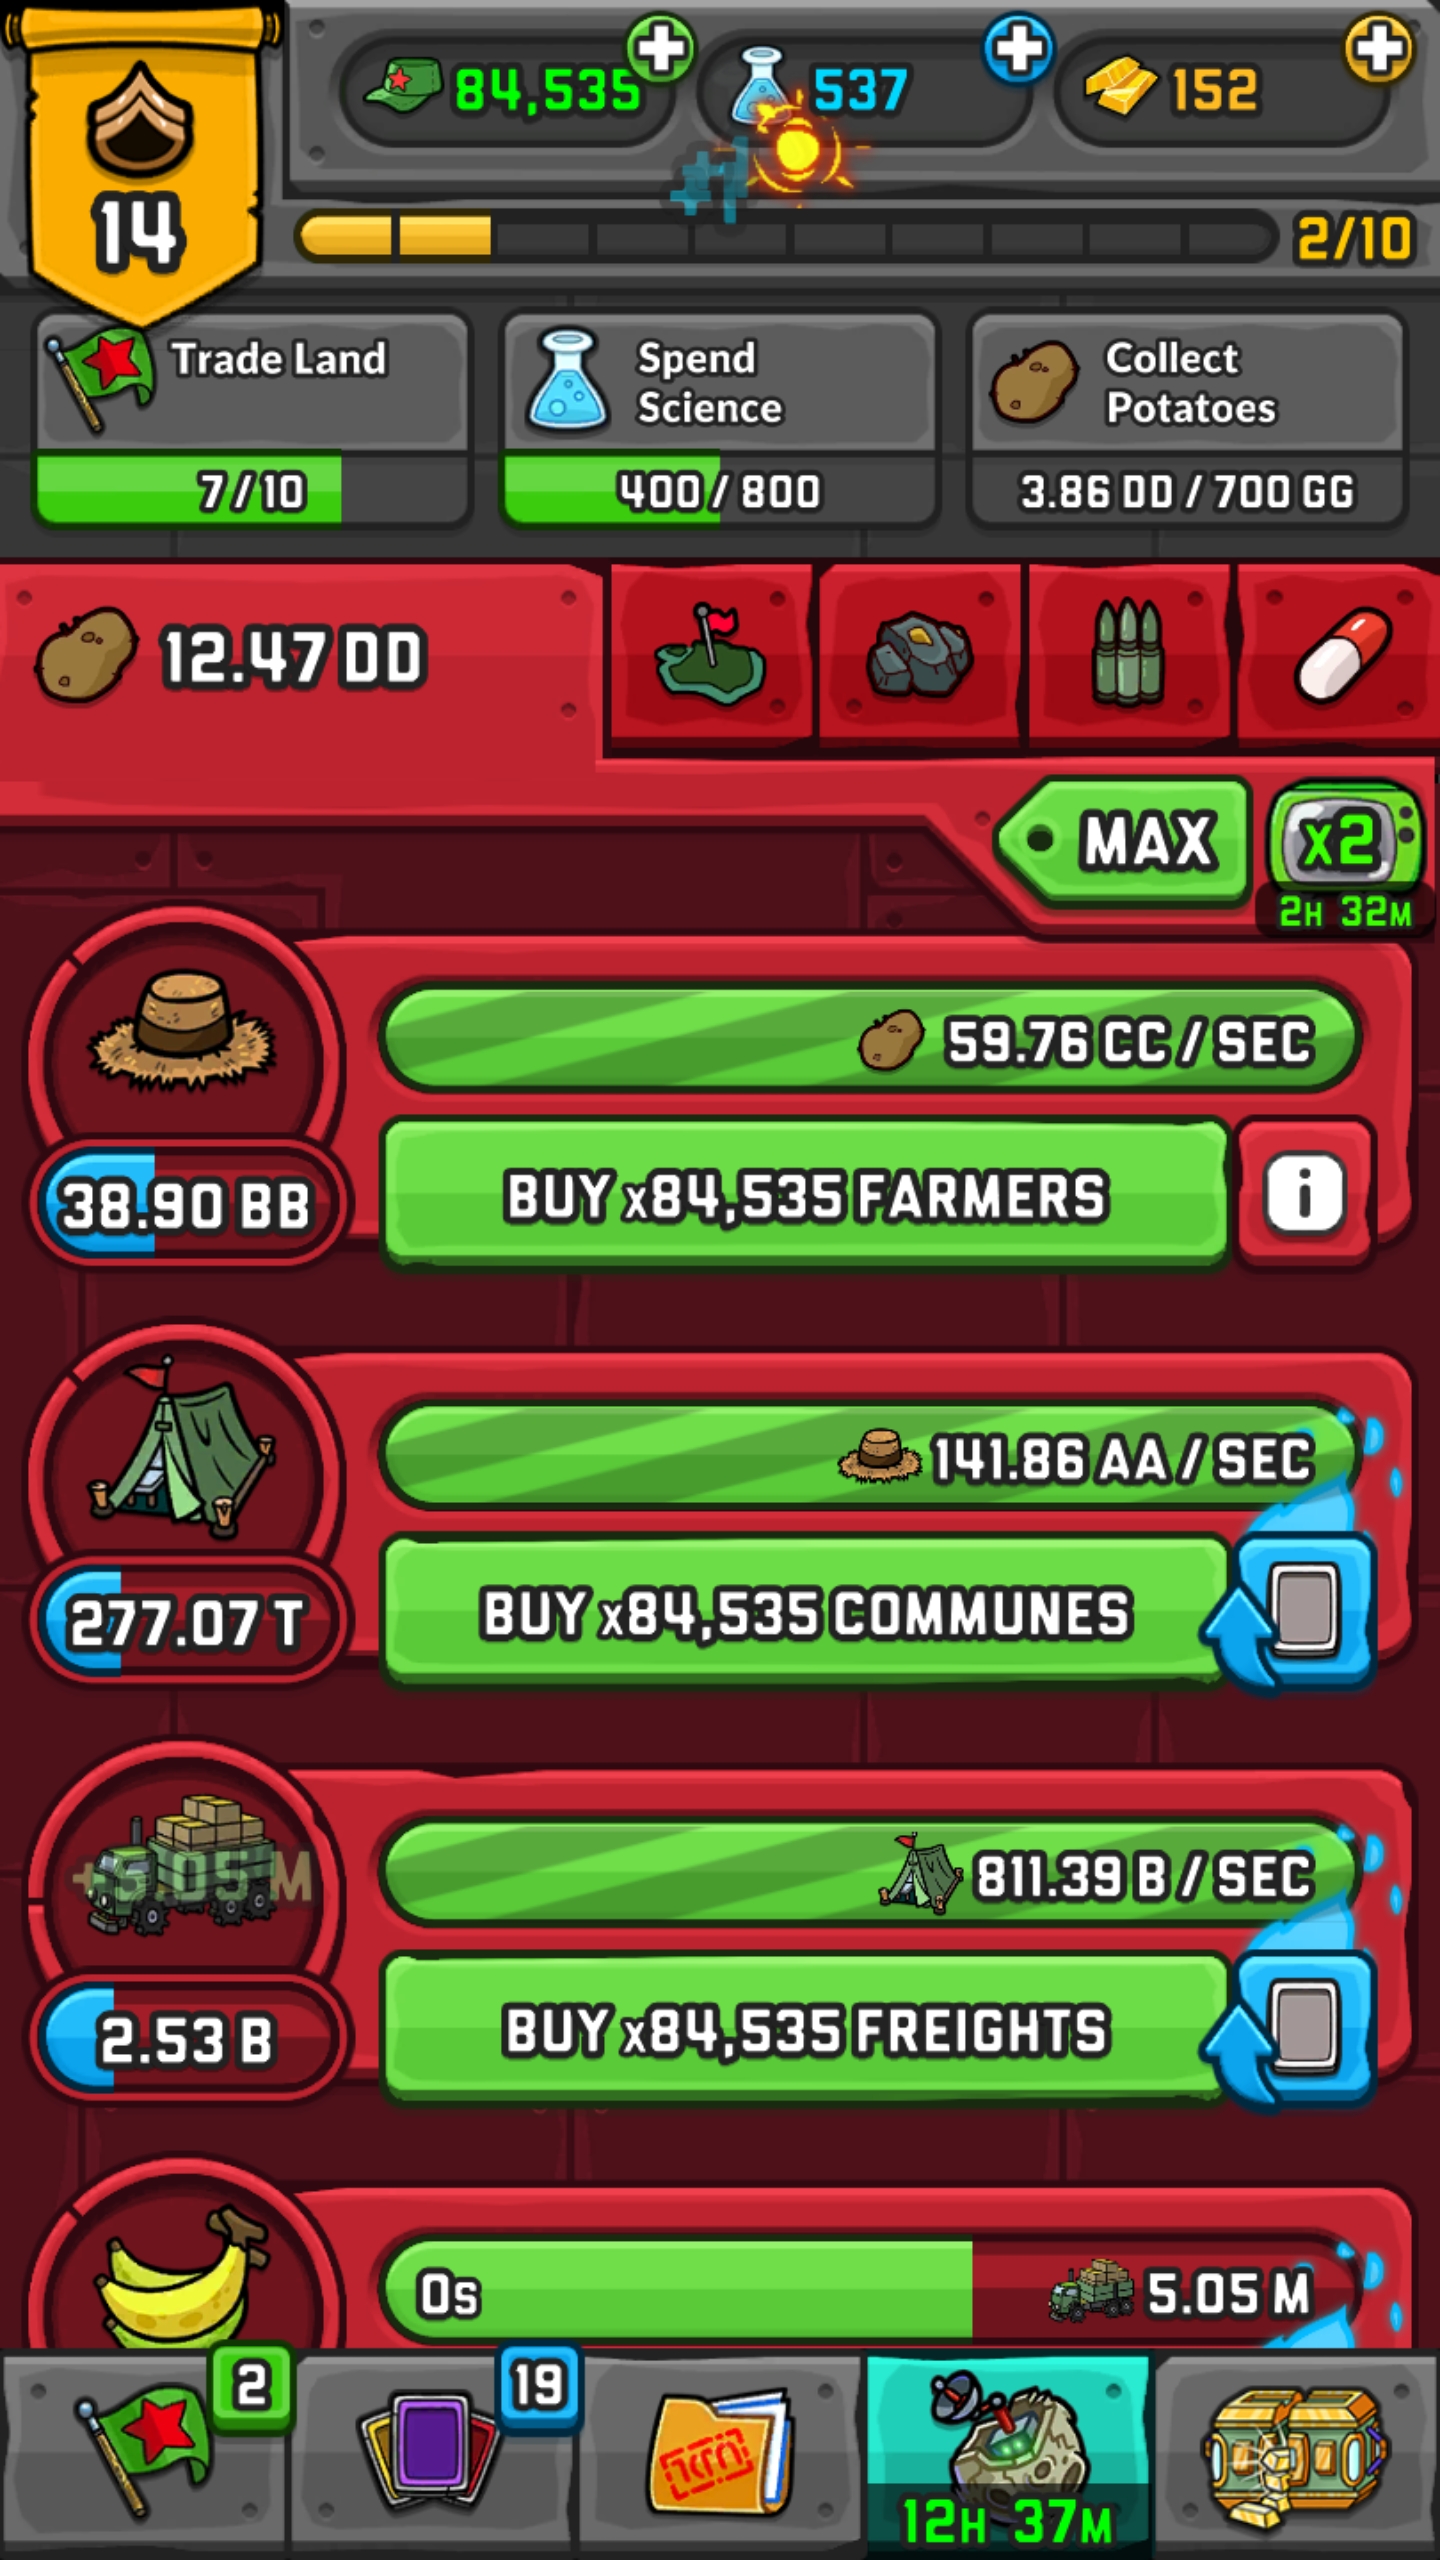 84,535
537
152
14
+1
2/10
Trade Land
7/10
Spend
Science
400/800
Collect
Potatoes
3.86 DD/700 GG
12.47 DD
MAX
x2
2H 32M
59.76 CC/SEC
38.90 BB
BUY x84,535 FARMERS
i
141.86 AA/SEC
277.07 T
BUY x84,535 COMMUNES
+5.05 M
811.39 B/SEC
2.53 B
BUY x84,535 FREIGHTS
0s
5.05 M
2
19
12H 37M